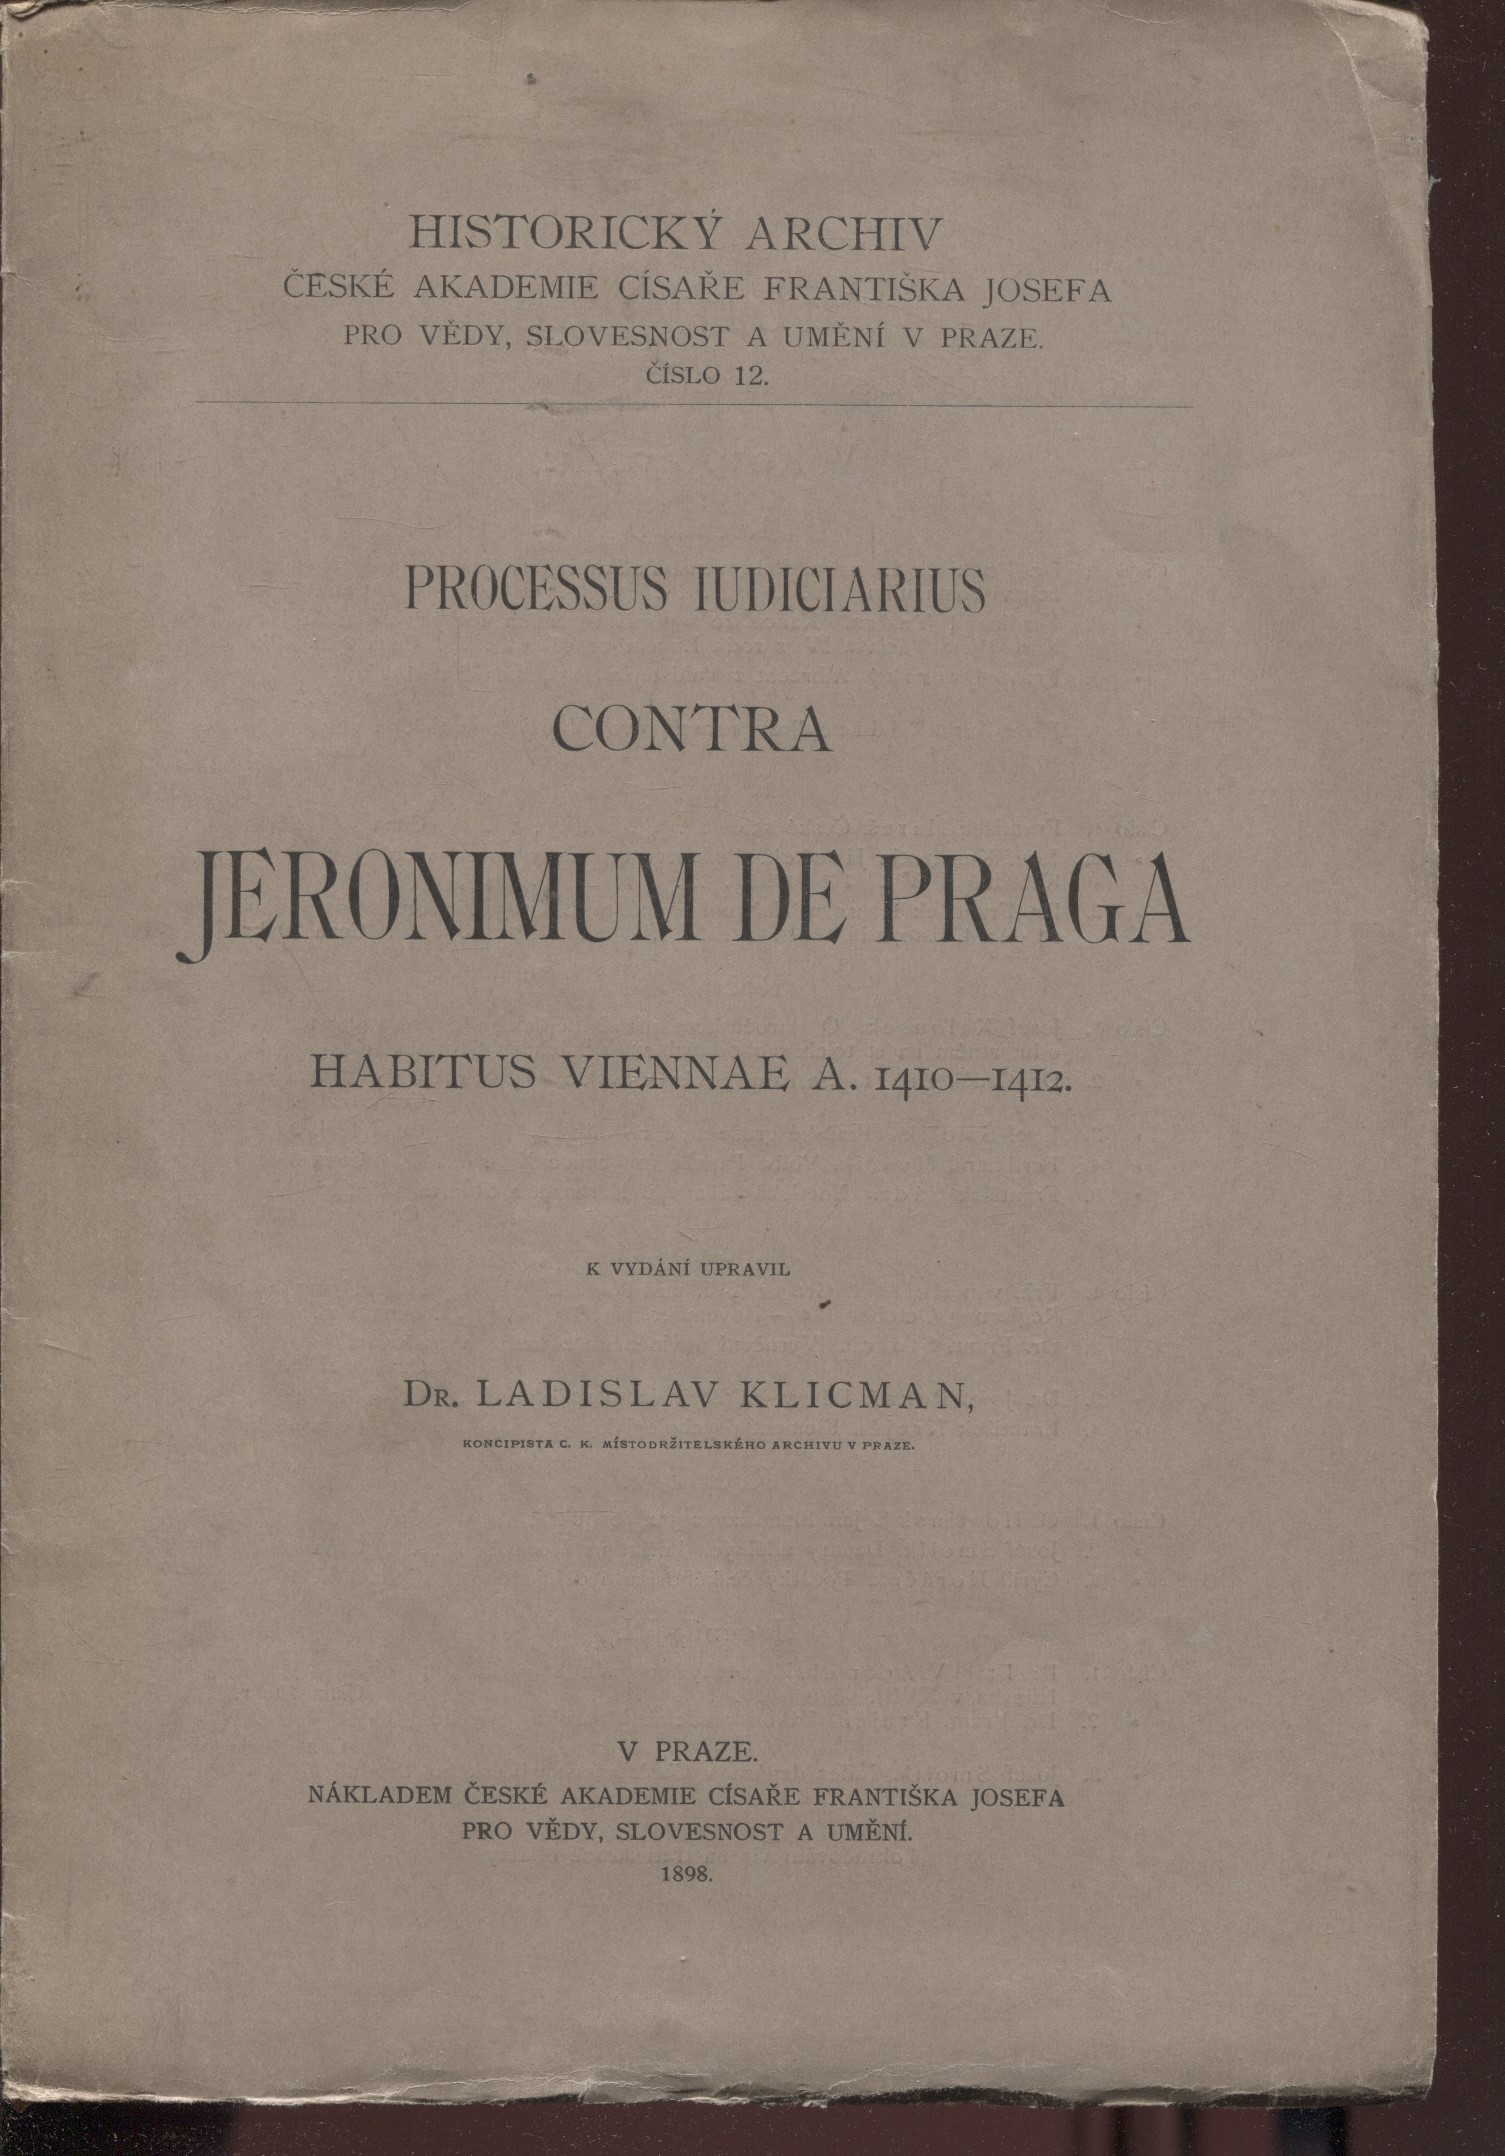 HISTORICKÝ ARCHIV
ČESKÉ AKADEMIE CÍSAŘE FRANTIŠKA JOSEFA
PRO VĚDY, SLOVESNOST A UMĚNÍ V PRAZE.
ČÍSLO 12.
PROCESSUS IUDICIARIUS
CONTRA
JERONIMUM DE PRAGA
HABITUS VIENNAE A. 1410—1412.
K VYDÁNÍ UPRAVIL
DR. LADISLAV KLICMAN,
KONCIPISTA C. K. MÍSTODRŽITELSKÉHO ARCHIVU V PRAZE.
V PRAZE.
NÁKLADEM ČESKÉ AKADEMIE CÍSAŘE FRANTIŠKA JOSEFA
PRO VĚDY, SLOVESNOST A UMĚNÍ.
1898.